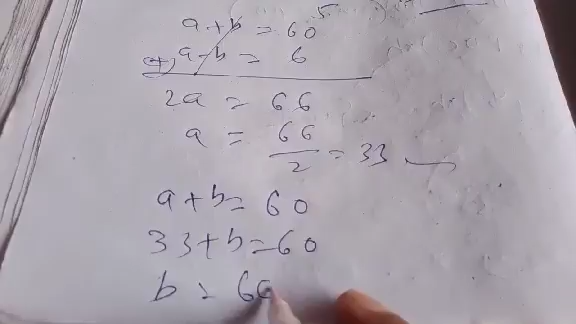 a + b = 60
(+) a - b = 6
2a = 66
a = 66/2 = 33
a + b = 60
33 + b = 60
b = 60